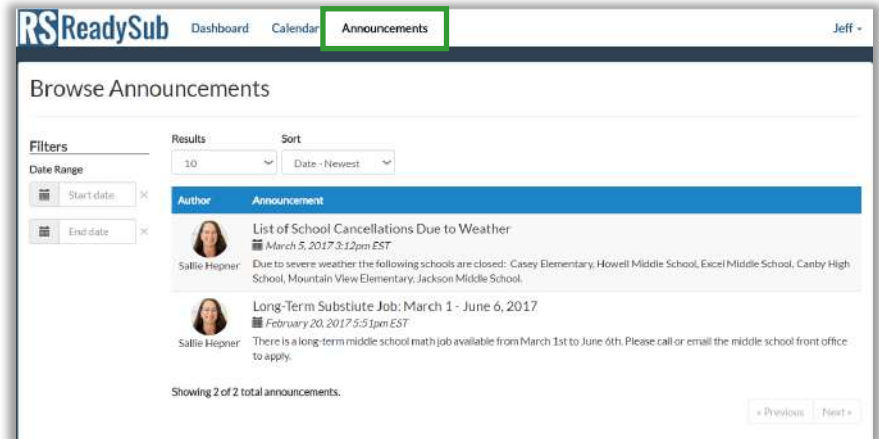 RS ReadySub Dashboard Calendar Announcements Jeff
Browse Announcements
Filters
Date Range
Start date
End date
Results Sort
10 Date - Newest
Author Announcement
List of School Cancellations Due to Weather
March 5, 2017 3:12pm EST
Sallie Hepner
Due to severe weather the following schools are closed: Casey Elementary, Howell Middle School, Excel Middle School, Canby High
School, Mountain View Elementary, Jackson Middle School.
Long-Term Substiute Job: March 1 - June 6, 2017
February 20, 2017 5:51pm EST
Sallie Hepner
There is a long-term middle school math job available from March 1st to June 6th. Please call or email the middle school front office
to apply.
Showing 2 of 2 total announcements.
« Previous Next »